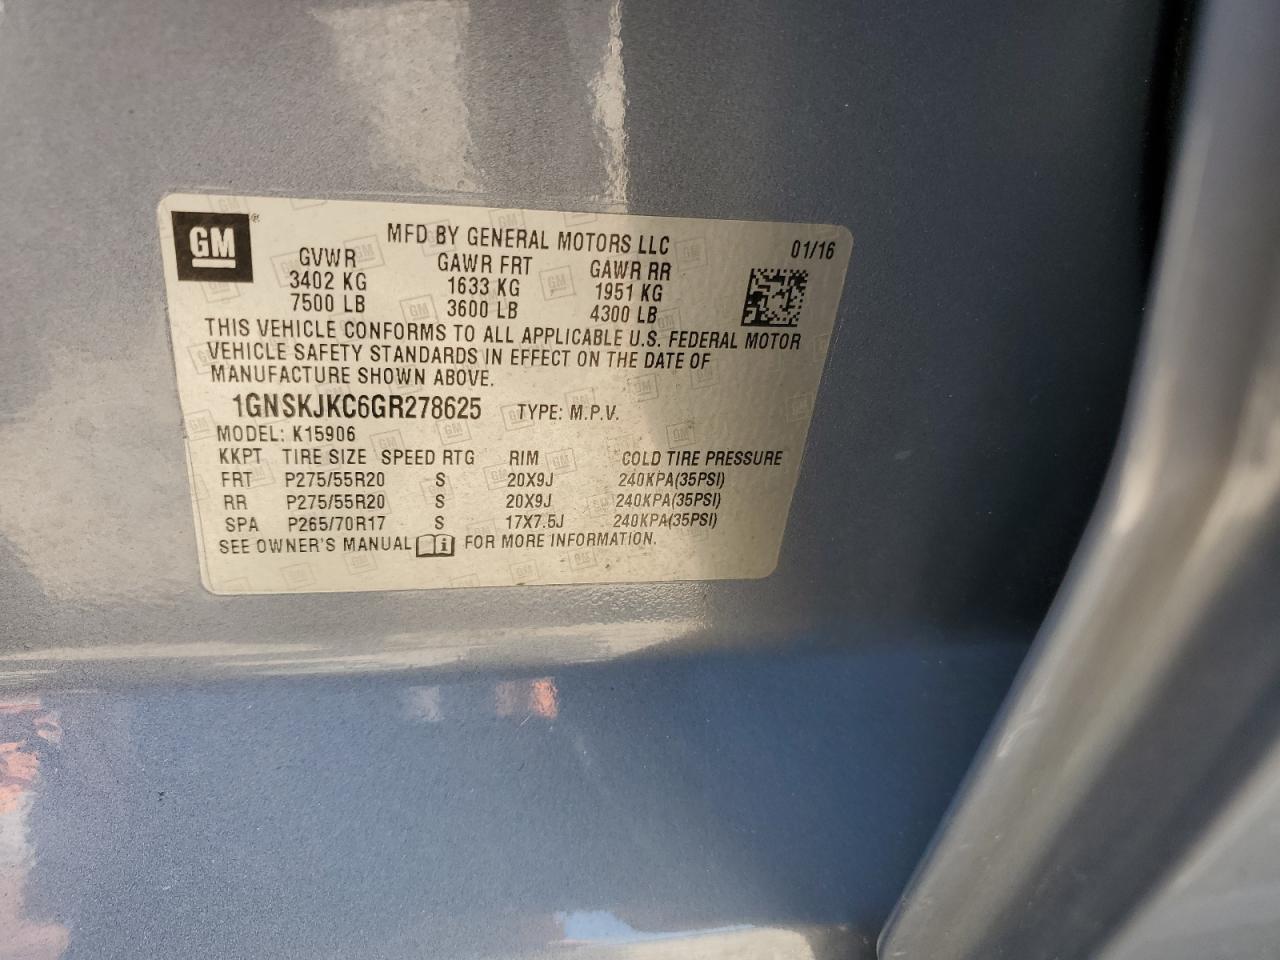 GM®
MFD BY GENERAL MOTORS LLC 01/16
GVWR GAWR FRT GAWR RR
3402 KG 1633 KG 1951 KG
7500 LB 3600 LB 4300 LB
THIS VEHICLE CONFORMS TO ALL APPLICABLE U.S. FEDERAL MOTOR
VEHICLE SAFETY STANDARDS IN EFFECT ON THE DATE OF
MANUFACTURE SHOWN ABOVE.
1GNSKJKC6GR278625 TYPE: M.P.V.
MODEL: K15906
KKPT TIRE SIZE SPEED RTG RIM COLD TIRE PRESSURE
FRT P275/55R20 S 20X9J 240KPA(35PSI)
RR P275/55R20 S 20X9J 240KPA(35PSI)
SPA P265/70R17 S 17X7.5J 240KPA(35PSI)
SEE OWNER'S MANUAL i FOR MORE INFORMATION.